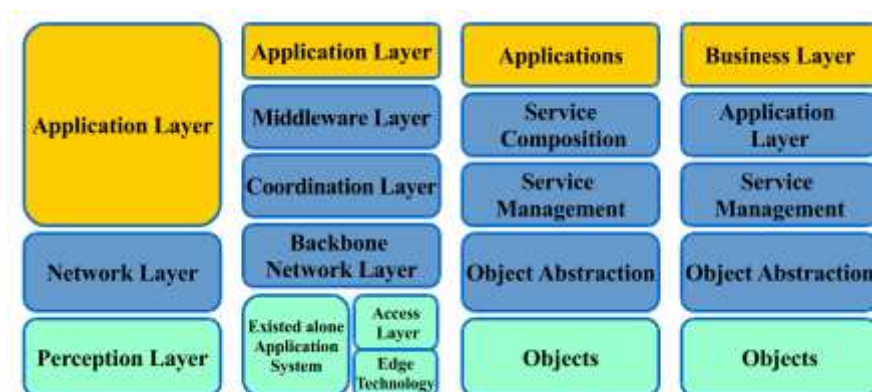 Application Layer
Network Layer
Perception Layer
Application Layer
Middleware Layer
Coordination Layer
Backbone
Network Layer
Existed alone
Application
System
Access
Layer
Edge
Technology
Applications
Service
Composition
Service
Management
Object Abstraction
Objects
Business Layer
Application
Layer
Service
Management
Object Abstraction
Objects